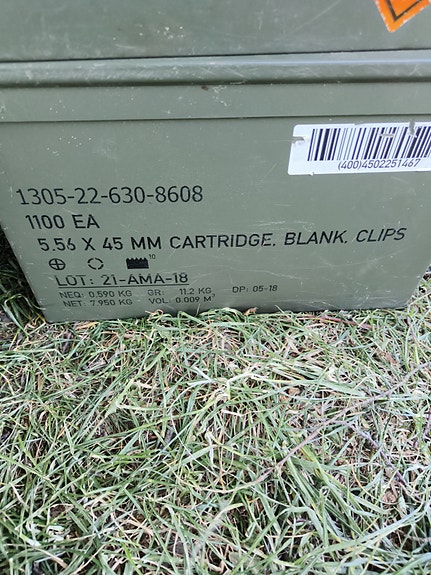 (400)4502251467
1305-22-630-8608
1100 EA
5.56 X 45 MM CARTRIDGE, BLANK, CLIPS
10
LOT: 21-AMA-18
NEQ: 0.590 KG GR: 11.2 KG DP: 05-18
NET: 7.950 KG VOL: 0.009 M³